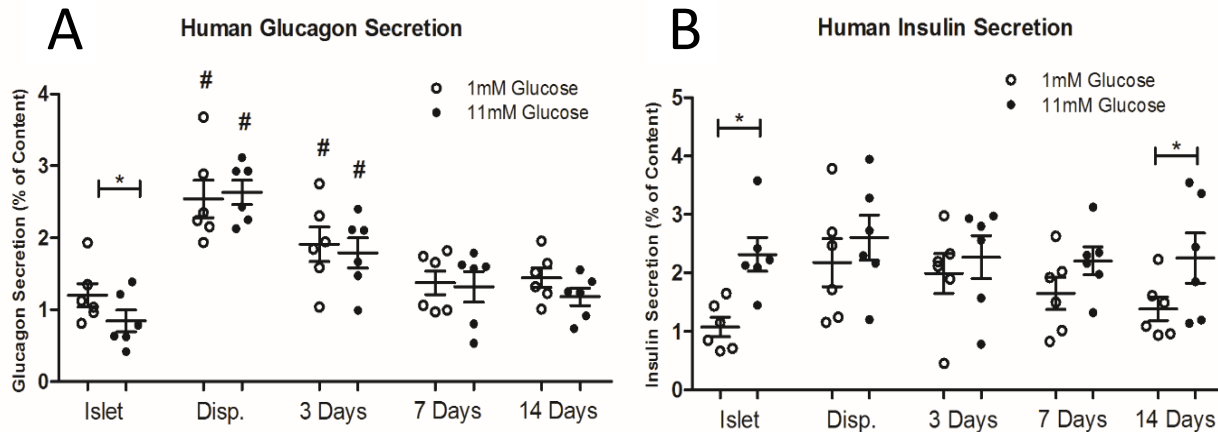 A
Human Glucagon Secretion
1mM Glucose
11mM Glucose
#
#
#
#
*
Glucagon Secretion (% of Content)
4
3
2
1
0
Islet
Disp.
3 Days
7 Days
14 Days
B
Human Insulin Secretion
1mM Glucose
11mM Glucose
*
*
Insulin Secretion (% of Content)
5
4
3
2
1
0
Islet
Disp.
3 Days
7 Days
14 Days